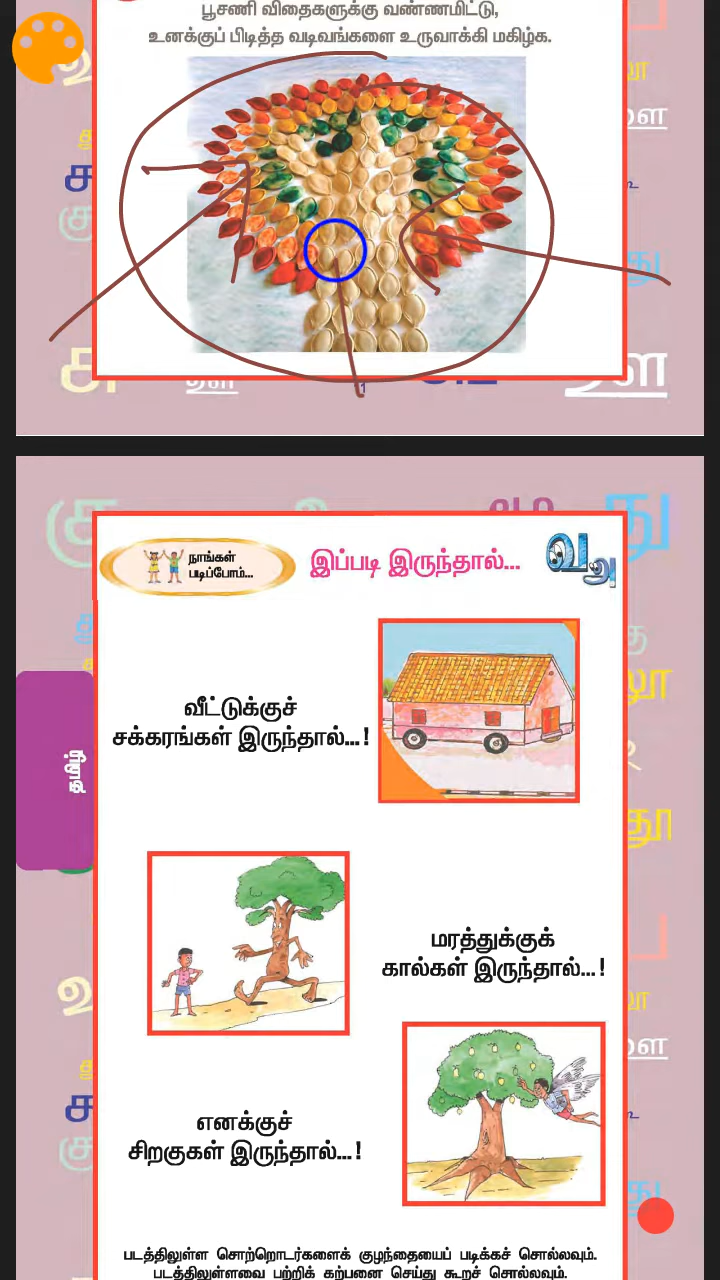 பூசணி விதைகளுக்கு வண்ணமிட்டு,
உனக்குப் பிடித்த வடிவங்களை உருவாக்கி மகிழ்க.
நாங்கள்
படிப்போம்...
இப்படி இருந்தால்...
தமிழ்
வீட்டுக்குச்
சக்கரங்கள் இருந்தால்...!
மரத்துக்குக்
கால்கள் இருந்தால்...!
எனக்குச்
சிறகுகள் இருந்தால்...!
படத்திலுள்ள சொற்றொடர்களைக் குழந்தையைப் படிக்கச் சொல்லவும்.
படத்திலுள்ளவை பற்றிக் கற்பனை செய்து கூறச் சொல்லவும்.